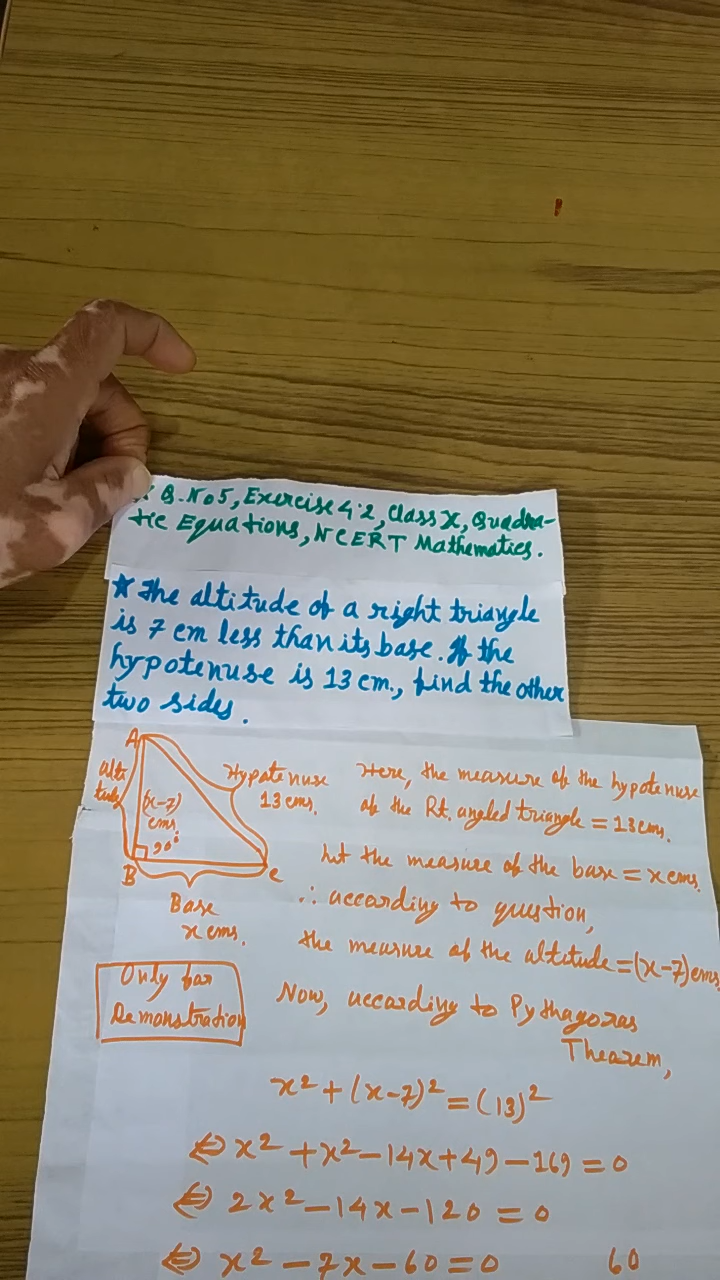 * Q.No5, Exercise 4.2, Class X, Quadra-
tic Equations, NCERT Mathematics.
* The altitude of a right triangle
is 7 cm less than its base. If the
hypotenuse is 13 cm., find the other
two sides.
A
Alti
tude
(x-7)
cms.
90°
B
C
Hypotenuse
13 cms.
Base
x cms.
Only for
Demonstration
Here, the measure of the hypotenuse
of the Rt. angled triangle = 13 cms.
Let the measure of the base = x cms.
∴ according to question,
the measure of the altitude = (x-7) cms
Now, according to Pythagoras
Theorem,
x² + (x-7)² = (13)²
⇔ x² + x² - 14x + 49 - 169 = 0
⇔ 2x² - 14x - 120 = 0
⇔ x² - 7x - 60 = 0
60